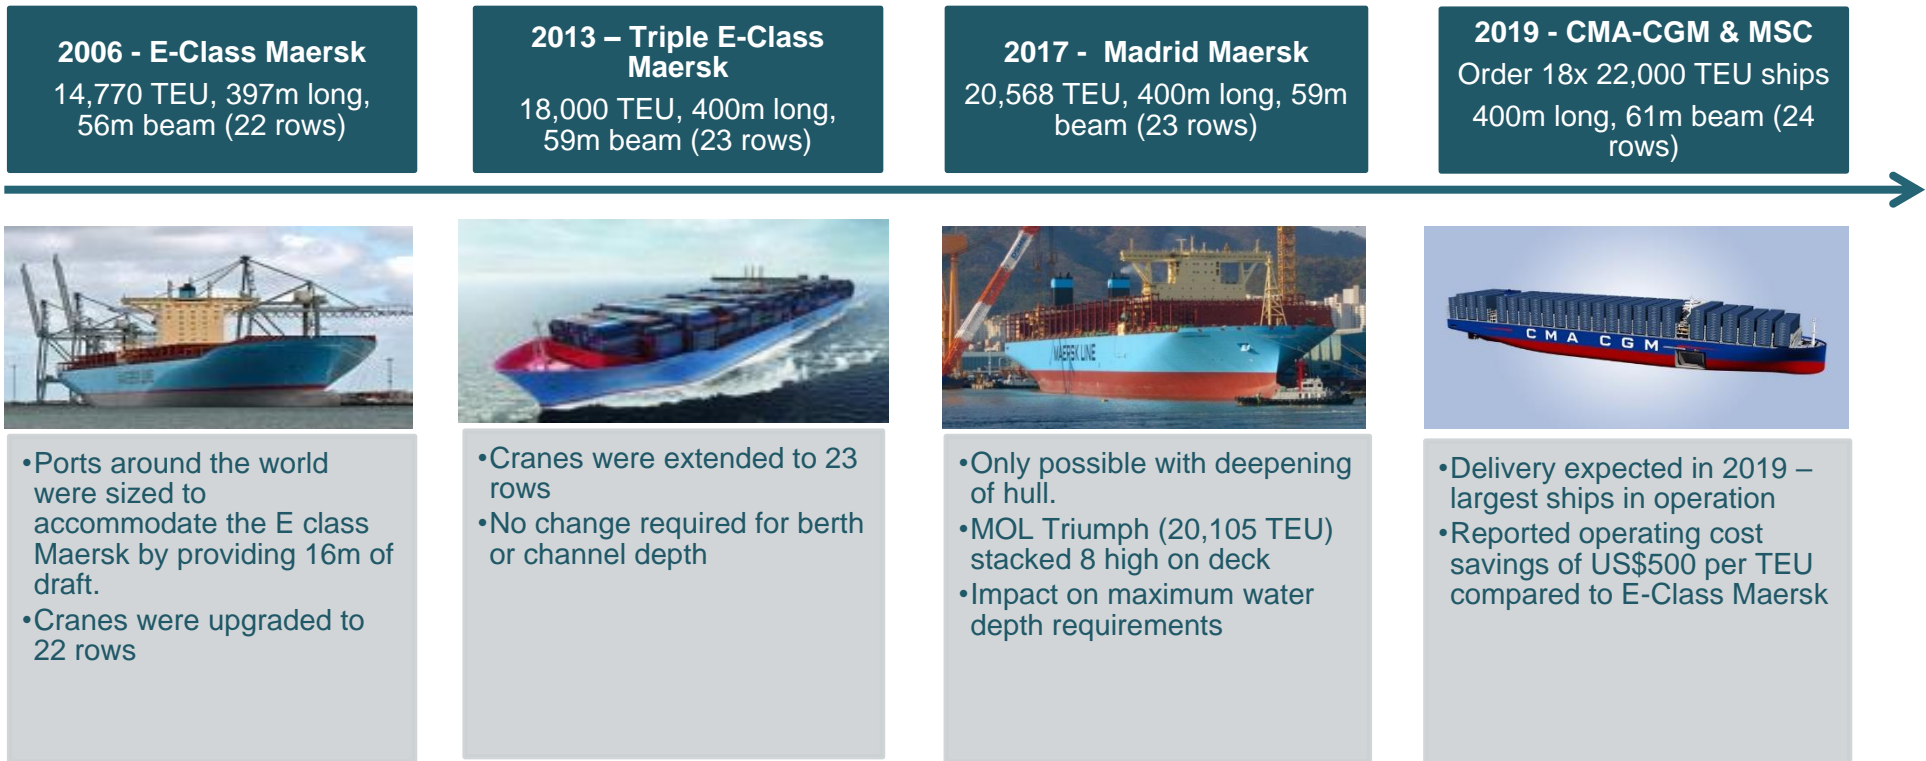 2006 - E-Class Maersk
14,770 TEU, 397m long,
56m beam (22 rows)
2013 – Triple E-Class
Maersk
18,000 TEU, 400m long,
59m beam (23 rows)
2017 - Madrid Maersk
20,568 TEU, 400m long, 59m
beam (23 rows)
2019 - CMA-CGM & MSC
Order 18x 22,000 TEU ships
400m long, 61m beam (24
rows)
MAERSK LINE
CMA CGM
•Ports around the world
were sized to
accommodate the E class
Maersk by providing 16m of
draft.
•Cranes were upgraded to
22 rows
•Cranes were extended to 23
rows
•No change required for berth
or channel depth
•Only possible with deepening
of hull.
•MOL Triumph (20,105 TEU)
stacked 8 high on deck
•Impact on maximum water
depth requirements
•Delivery expected in 2019 –
largest ships in operation
•Reported operating cost
savings of US$500 per TEU
compared to E-Class Maersk